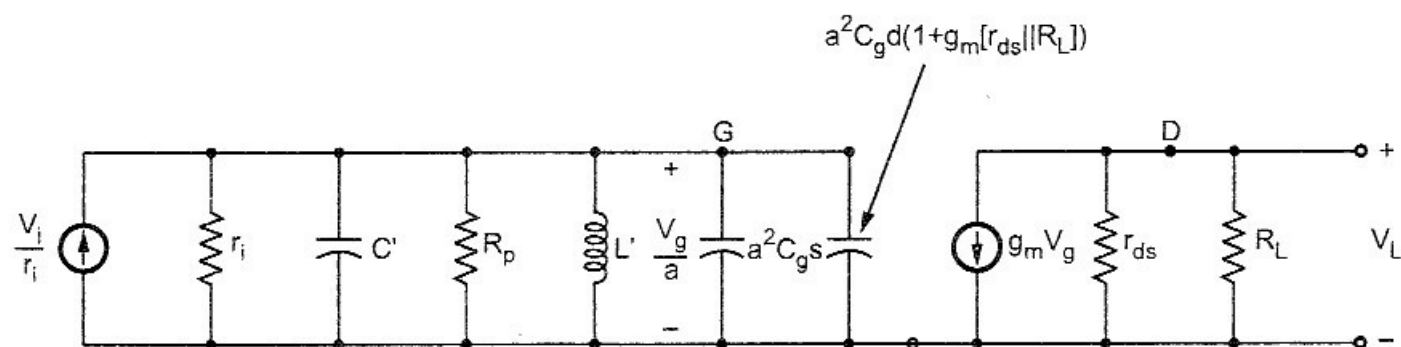 a²C_gd(1+g_m[r_ds||R_L])
G
D
+
+
V_i
r_i
r_i
C'
R_p
L'
V_g
a
a²C_gs
g_mV_g
r_ds
R_L
V_L
−
−